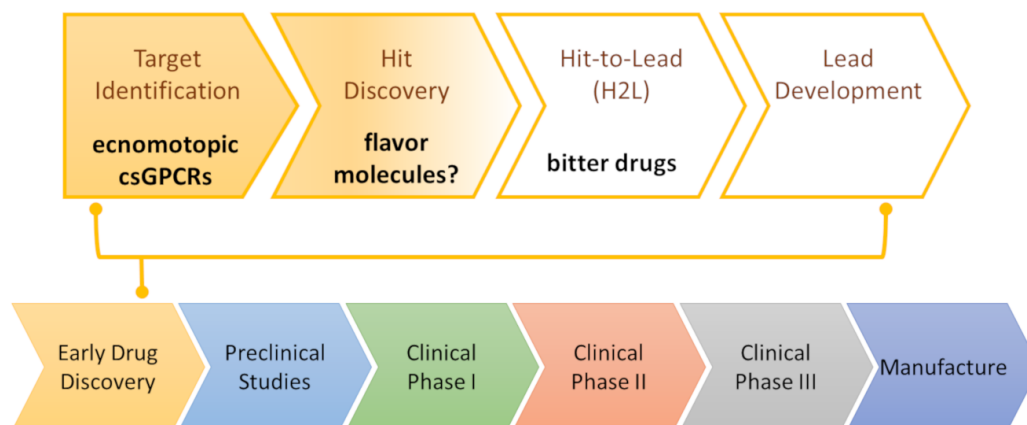 Target
Identification
ecnomotopic
csGPCRs
Hit
Discovery
flavor
molecules?
Hit-to-Lead
(H2L)
bitter drugs
Lead
Development
Early Drug
Discovery
Preclinical
Studies
Clinical
Phase I
Clinical
Phase II
Clinical
Phase III
Manufacture